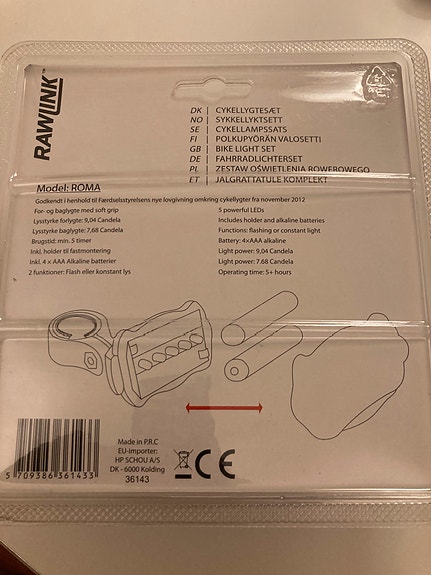 RAWLINK™
DK | CYKELLYGTESÆT
NO | SYKKELLYKTSETT
SE | CYKELLAMPSSATS
FI | POLKUPYÖRÄN VALOSETTI
GB | BIKE LIGHT SET
DE | FAHRRADLICHTERSET
PL | ZESTAW OŚWIETLENIA ROWEROWEGO
ET | JALGRATTATULE KOMPLEKT
Model: ROMA
Godkendt i henhold til Færdselsstyrelsens nye lovgivning omkring cykellygter fra november 2012
For- og baglygte med soft grip
Lysstyrke forlygte: 9,04 Candela
Lysstyrke baglygte: 7,68 Candela
Brugstid: min. 5 timer
Inkl. holder til fastmontering
Inkl. 4 × AAA Alkaline batterier
2 funktioner: Flash eller konstant lys
5 powerful LEDs
Includes holder and alkaline batteries
Functions: flashing or constant light
Battery: 4×AAA alkaline
Light power: 9,04 Candela
Light power: 7.68 Candela
Operating time: 5+ hours
5 709386 361433
Made in P.R.C
EU-importer:
HP SCHOU A/S
DK - 6000 Kolding
36143
CE